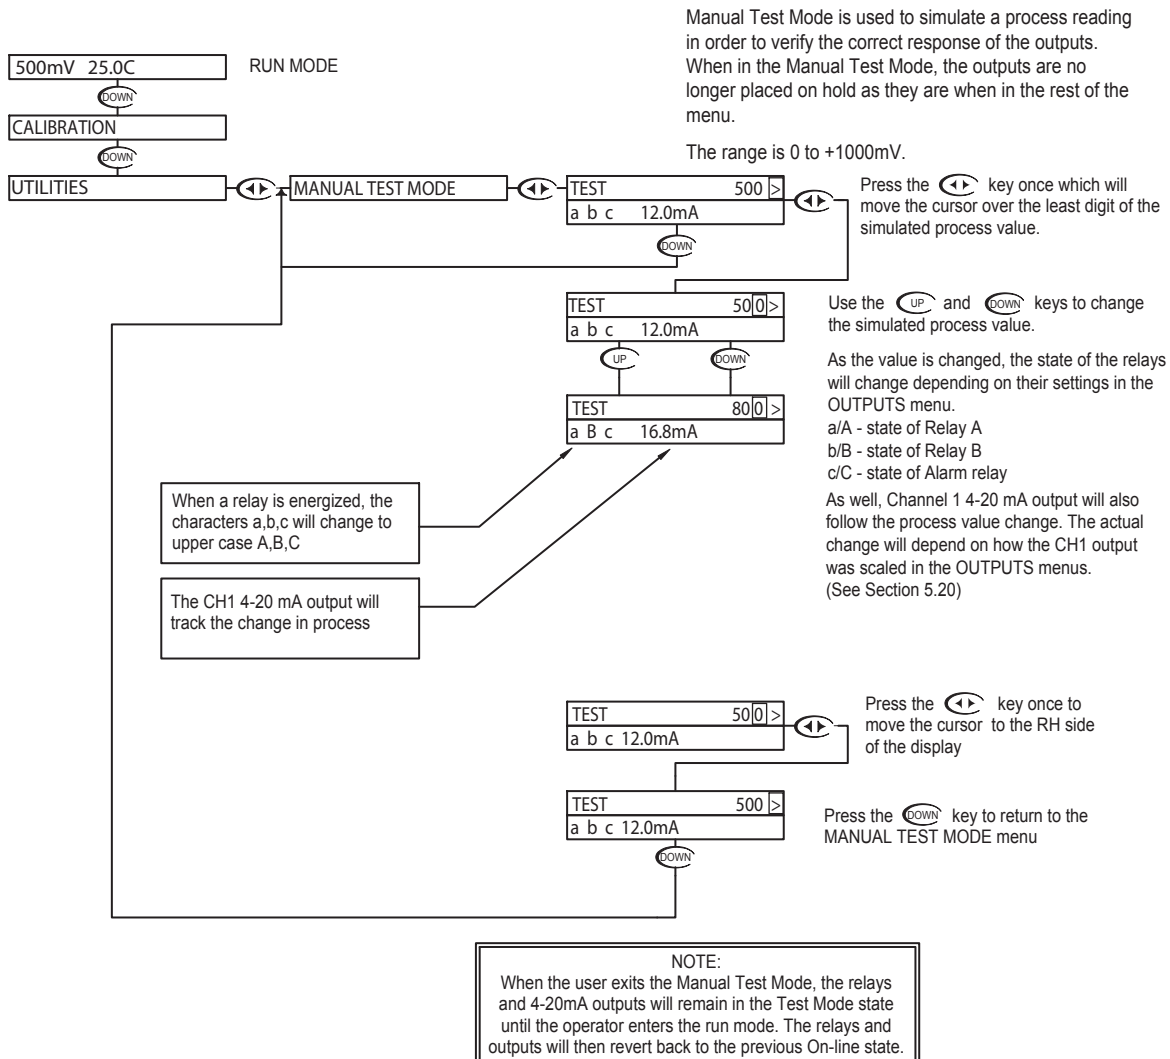 Manual Test Mode is used to simulate a process reading
in order to verify the correct response of the outputs.
When in the Manual Test Mode, the outputs are no
longer placed on hold as they are when in the rest of the
menu.
The range is 0 to +1000mV.
500mV 25.0C
RUN MODE
DOWN
CALIBRATION
DOWN
UTILITIES
MANUAL TEST MODE
TEST 500 >
a b c 12.0mA
DOWN
Press the key once which will
move the cursor over the least digit of the
simulated process value.
TEST 500>
a b c 12.0mA
UP DOWN
TEST 800>
a B c 16.8mA
Use the UP and DOWN keys to change
the simulated process value.
As the value is changed, the state of the relays
will change depending on their settings in the
OUTPUTS menu.
a/A - state of Relay A
b/B - state of Relay B
c/C - state of Alarm relay
As well, Channel 1 4-20 mA output will also
follow the process value change. The actual
change will depend on how the CH1 output
was scaled in the OUTPUTS menus.
(See Section 5.20)
When a relay is energized, the
characters a,b,c will change to
upper case A,B,C
The CH1 4-20 mA output will
track the change in process
TEST 500>
a b c 12.0mA
Press the key once to
move the cursor to the RH side
of the display
TEST 500 >
a b c 12.0mA
DOWN
Press the DOWN key to return to the
MANUAL TEST MODE menu
NOTE:
When the user exits the Manual Test Mode, the relays
and 4-20mA outputs will remain in the Test Mode state
until the operator enters the run mode. The relays and
outputs will then revert back to the previous On-line state.